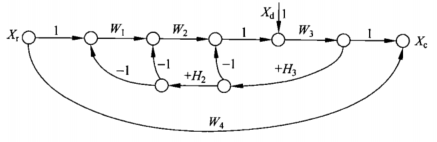 X_d 1
X_r 1 W_1 W_2 1 W_3 1 X_c
-1 -1 +H_2 -1 +H_3
W_4